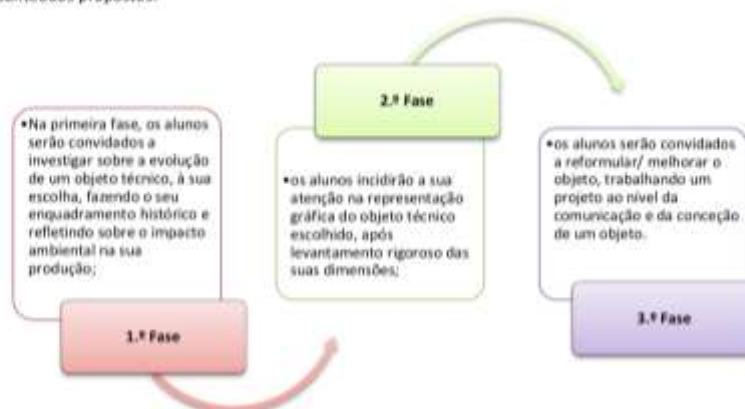 propostos.
•Na primeira fase, os alunos
serão convidados a
investigar sobre a evolução
de um objeto técnico, à sua
escolha, fazendo o seu
enquadramento histórico e
refletindo sobre o impacto
ambiental na sua
produção;
1.ª Fase
2.ª Fase
•os alunos incidirão a sua
atenção na representação
gráfica do objeto técnico
escolhido, após
levantamento rigoroso das
suas dimensões;
•os alunos serão convidados
a reformular/ melhorar o
objeto, trabalhando um
projeto ao nível da
comunicação e da conceção
de um objeto.
3.ª Fase